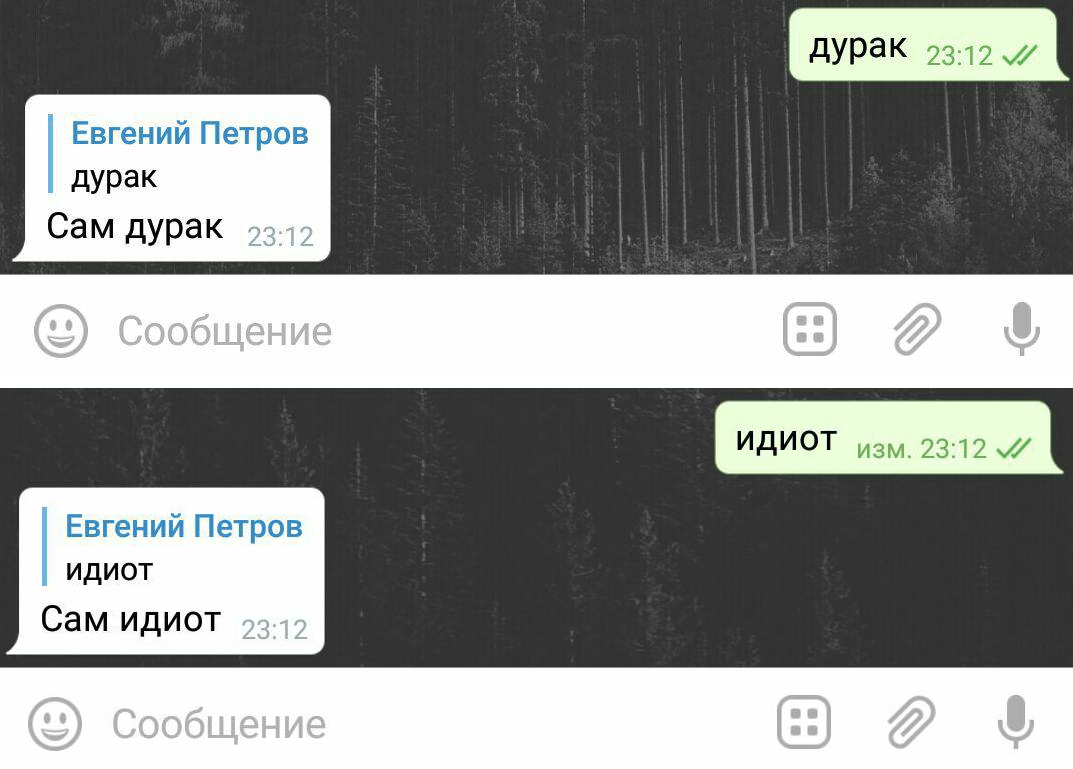 дурак 23:12
Евгений Петров
дурак
Сам дурак 23:12
Сообщение
идиот изм. 23:12
Евгений Петров
идиот
Сам идиот 23:12
Сообщение